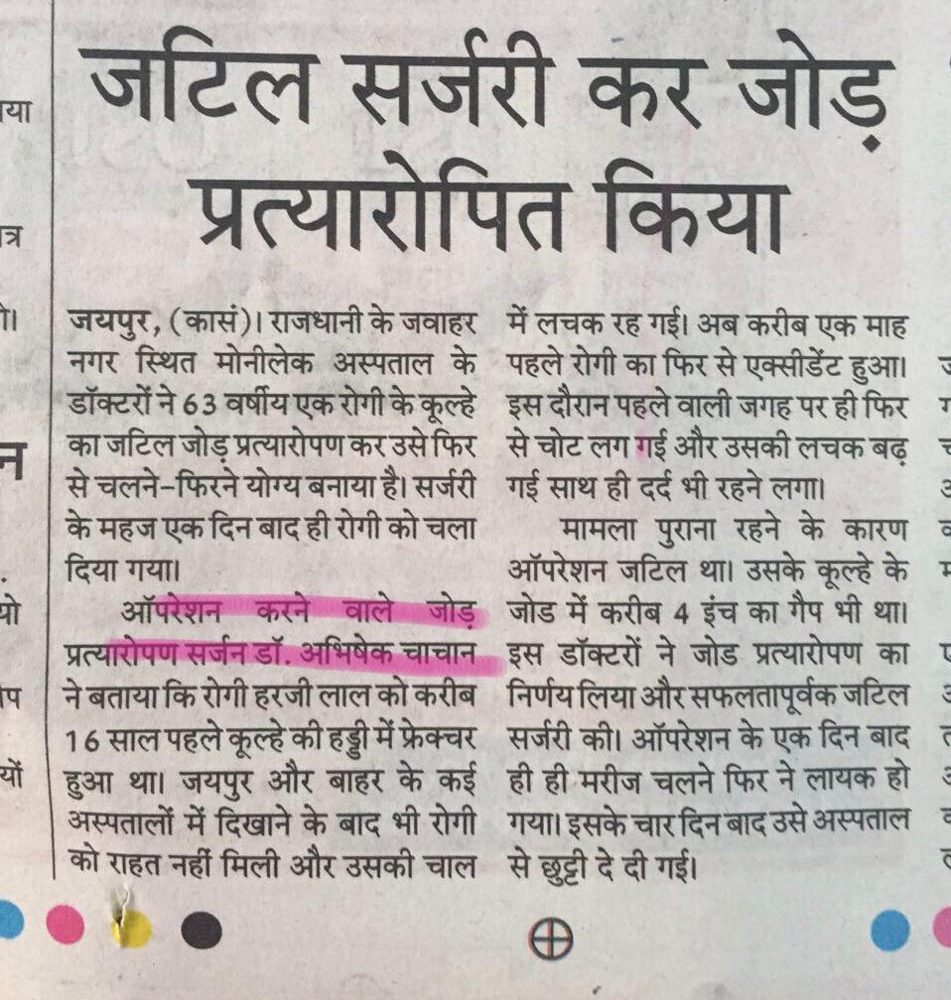 जटिल सर्जरी कर जोड़
प्रत्यारोपित किया
जयपुर, (कासं)। राजधानी के जवाहर
नगर स्थित मोनीलेक अस्पताल के
डॉक्टरों ने 63 वर्षीय एक रोगी के कूल्हे
का जटिल जोड़ प्रत्यारोपण कर उसे फिर
से चलने-फिरने योग्य बनाया है। सर्जरी
के महज एक दिन बाद ही रोगी को चला
दिया गया।
ऑपरेशन करने वाले जोड़
प्रत्यारोपण सर्जन डॉ. अभिषेक चाचान
ने बताया कि रोगी हरजी लाल को करीब
16 साल पहले कूल्हे की हड्डी में फ्रेक्चर
हुआ था। जयपुर और बाहर के कई
अस्पतालों में दिखाने के बाद भी रोगी
को राहत नहीं मिली और उसकी चाल
में लचक रह गई। अब करीब एक माह
पहले रोगी का फिर से एक्सीडेंट हुआ।
इस दौरान पहले वाली जगह पर ही फिर
से चोट लग गई और उसकी लचक बढ़
गई साथ ही दर्द भी रहने लगा।
मामला पुराना रहने के कारण
ऑपरेशन जटिल था। उसके कूल्हे के
जोड में करीब 4 इंच का गैप भी था।
इस डॉक्टरों ने जोड प्रत्यारोपण का
निर्णय लिया और सफलतापूर्वक जटिल
सर्जरी की। ऑपरेशन के एक दिन बाद
ही ही मरीज चलने फिर ने लायक हो
गया। इसके चार दिन बाद उसे अस्पताल
से छुट्टी दे दी गई।